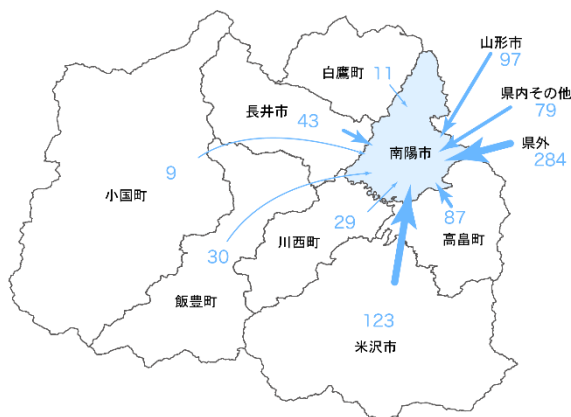 山形市
97
白鷹町
11
県内その他
79
長井市
43
県外
284
南陽市
9
小国町
87
29
高畠町
川西町
30
飯豊町
123
米沢市